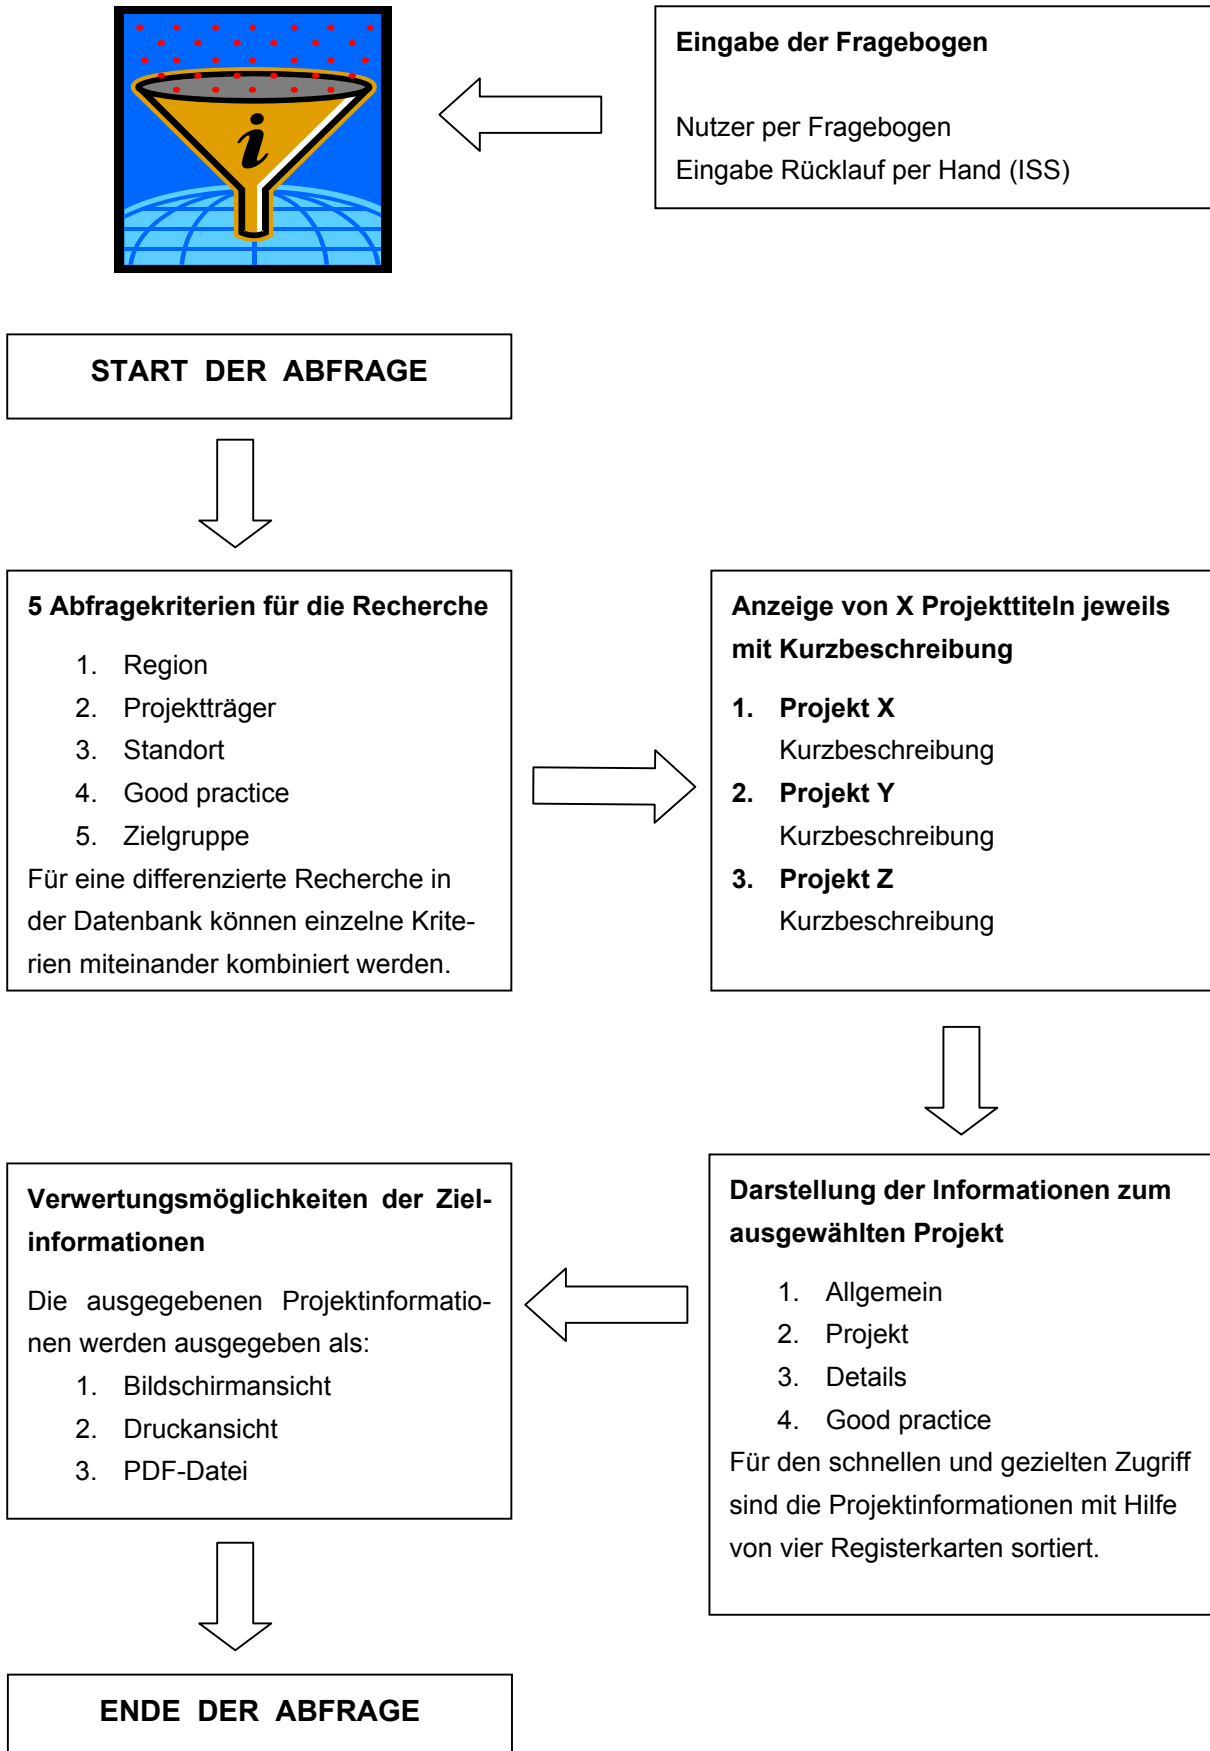 i
Eingabe der Fragebogen
Nutzer per Fragebogen
Eingabe Rücklauf per Hand (ISS)
START DER ABFRAGE
5 Abfragekriterien für die Recherche
1. Region
2. Projektträger
3. Standort
4. Good practice
5. Zielgruppe
Für eine differenzierte Recherche in
der Datenbank können einzelne Krite-
rien miteinander kombiniert werden.
Anzeige von X Projekttiteln jeweils
mit Kurzbeschreibung
1. Projekt X
Kurzbeschreibung
2. Projekt Y
Kurzbeschreibung
3. Projekt Z
Kurzbeschreibung
Darstellung der Informationen zum
ausgewählten Projekt
1. Allgemein
2. Projekt
3. Details
4. Good practice
Für den schnellen und gezielten Zugriff
sind die Projektinformationen mit Hilfe
von vier Registerkarten sortiert.
Verwertungsmöglichkeiten der Ziel-
informationen
Die ausgegebenen Projektinformatio-
nen werden ausgegeben als:
1. Bildschirmansicht
2. Druckansicht
3. PDF-Datei
ENDE DER ABFRAGE